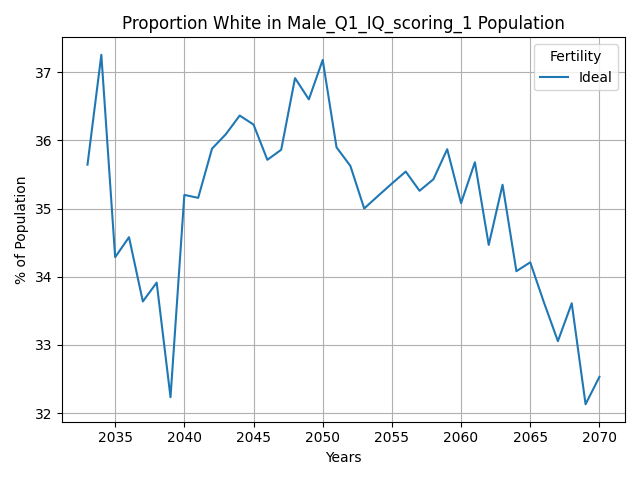 Proportion White in Male_Q1_IQ_scoring_1 Population
Fertility
Ideal
% of Population
37
36
35
34
33
32
2035 2040 2045 2050 2055 2060 2065 2070
Years